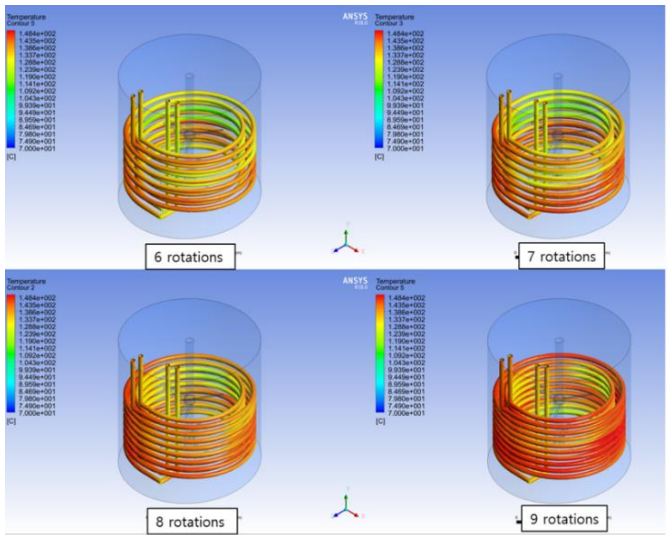 Temperature
Contour 5
1.484e+002
1.435e+002
1.386e+002
1.337e+002
1.288e+002
1.239e+002
1.190e+002
1.141e+002
1.092e+002
1.043e+002
9.939e+001
9.449e+001
8.959e+001
8.469e+001
7.980e+001
7.490e+001
7.000e+001
[C]
ANSYS
6 rotations
Temperature
Contour 3
1.484e+002
1.435e+002
1.386e+002
1.337e+002
1.288e+002
1.239e+002
1.190e+002
1.141e+002
1.092e+002
1.043e+002
9.939e+001
9.449e+001
8.959e+001
8.469e+001
7.980e+001
7.490e+001
7.000e+001
[C]
7 rotations
Temperature
Contour 2
1.484e+002
1.435e+002
1.386e+002
1.337e+002
1.288e+002
1.239e+002
1.190e+002
1.141e+002
1.092e+002
1.043e+002
9.939e+001
9.449e+001
8.959e+001
8.469e+001
7.980e+001
7.490e+001
7.000e+001
[C]
ANSYS
8 rotations
Temperature
Contour 5
1.484e+002
1.435e+002
1.386e+002
1.337e+002
1.288e+002
1.239e+002
1.190e+002
1.141e+002
1.092e+002
1.043e+002
9.939e+001
9.449e+001
8.959e+001
8.469e+001
7.980e+001
7.490e+001
7.000e+001
[C]
9 rotations